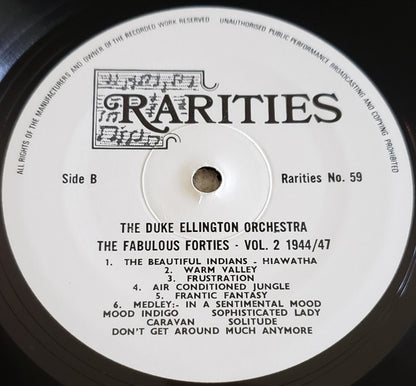 ALL RIGHTS OF THE MANUFACTURERS AND OWNER OF THE RECORDED WORK RESERVED. UNAUTHORISED PUBLIC PERFORMANCE BROADCASTING AND COPYING PROHIBITED
RARITIES
Side B Rarities No. 59
THE DUKE ELLINGTON ORCHESTRA
THE FABULOUS FORTIES - VOL. 2 1944/47
1. THE BEAUTIFUL INDIANS - HIAWATHA
2. WARM VALLEY
3. FRUSTRATION
4. AIR CONDITIONED JUNGLE
5. FRANTIC FANTASY
6. MEDLEY:- IN A SENTIMENTAL MOOD
MOOD INDIGO SOPHISTICATED LADY
CARAVAN SOLITUDE
DON'T GET AROUND MUCH ANYMORE